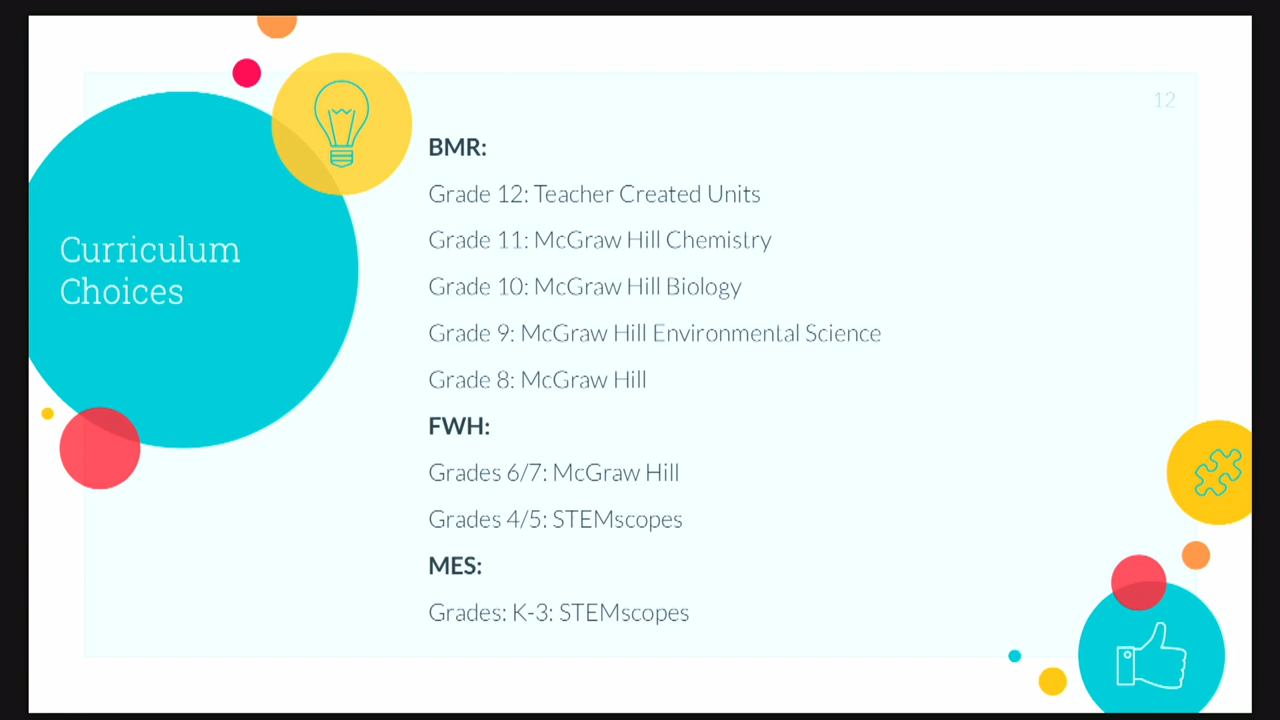 12
Curriculum
Choices
BMR:
Grade 12: Teacher Created Units
Grade 11: McGraw Hill Chemistry
Grade 10: McGraw Hill Biology
Grade 9: McGraw Hill Environmental Science
Grade 8: McGraw Hill
FWH:
Grades 6/7: McGraw Hill
Grades 4/5: STEMscopes
MES:
Grades: K-3: STEMscopes